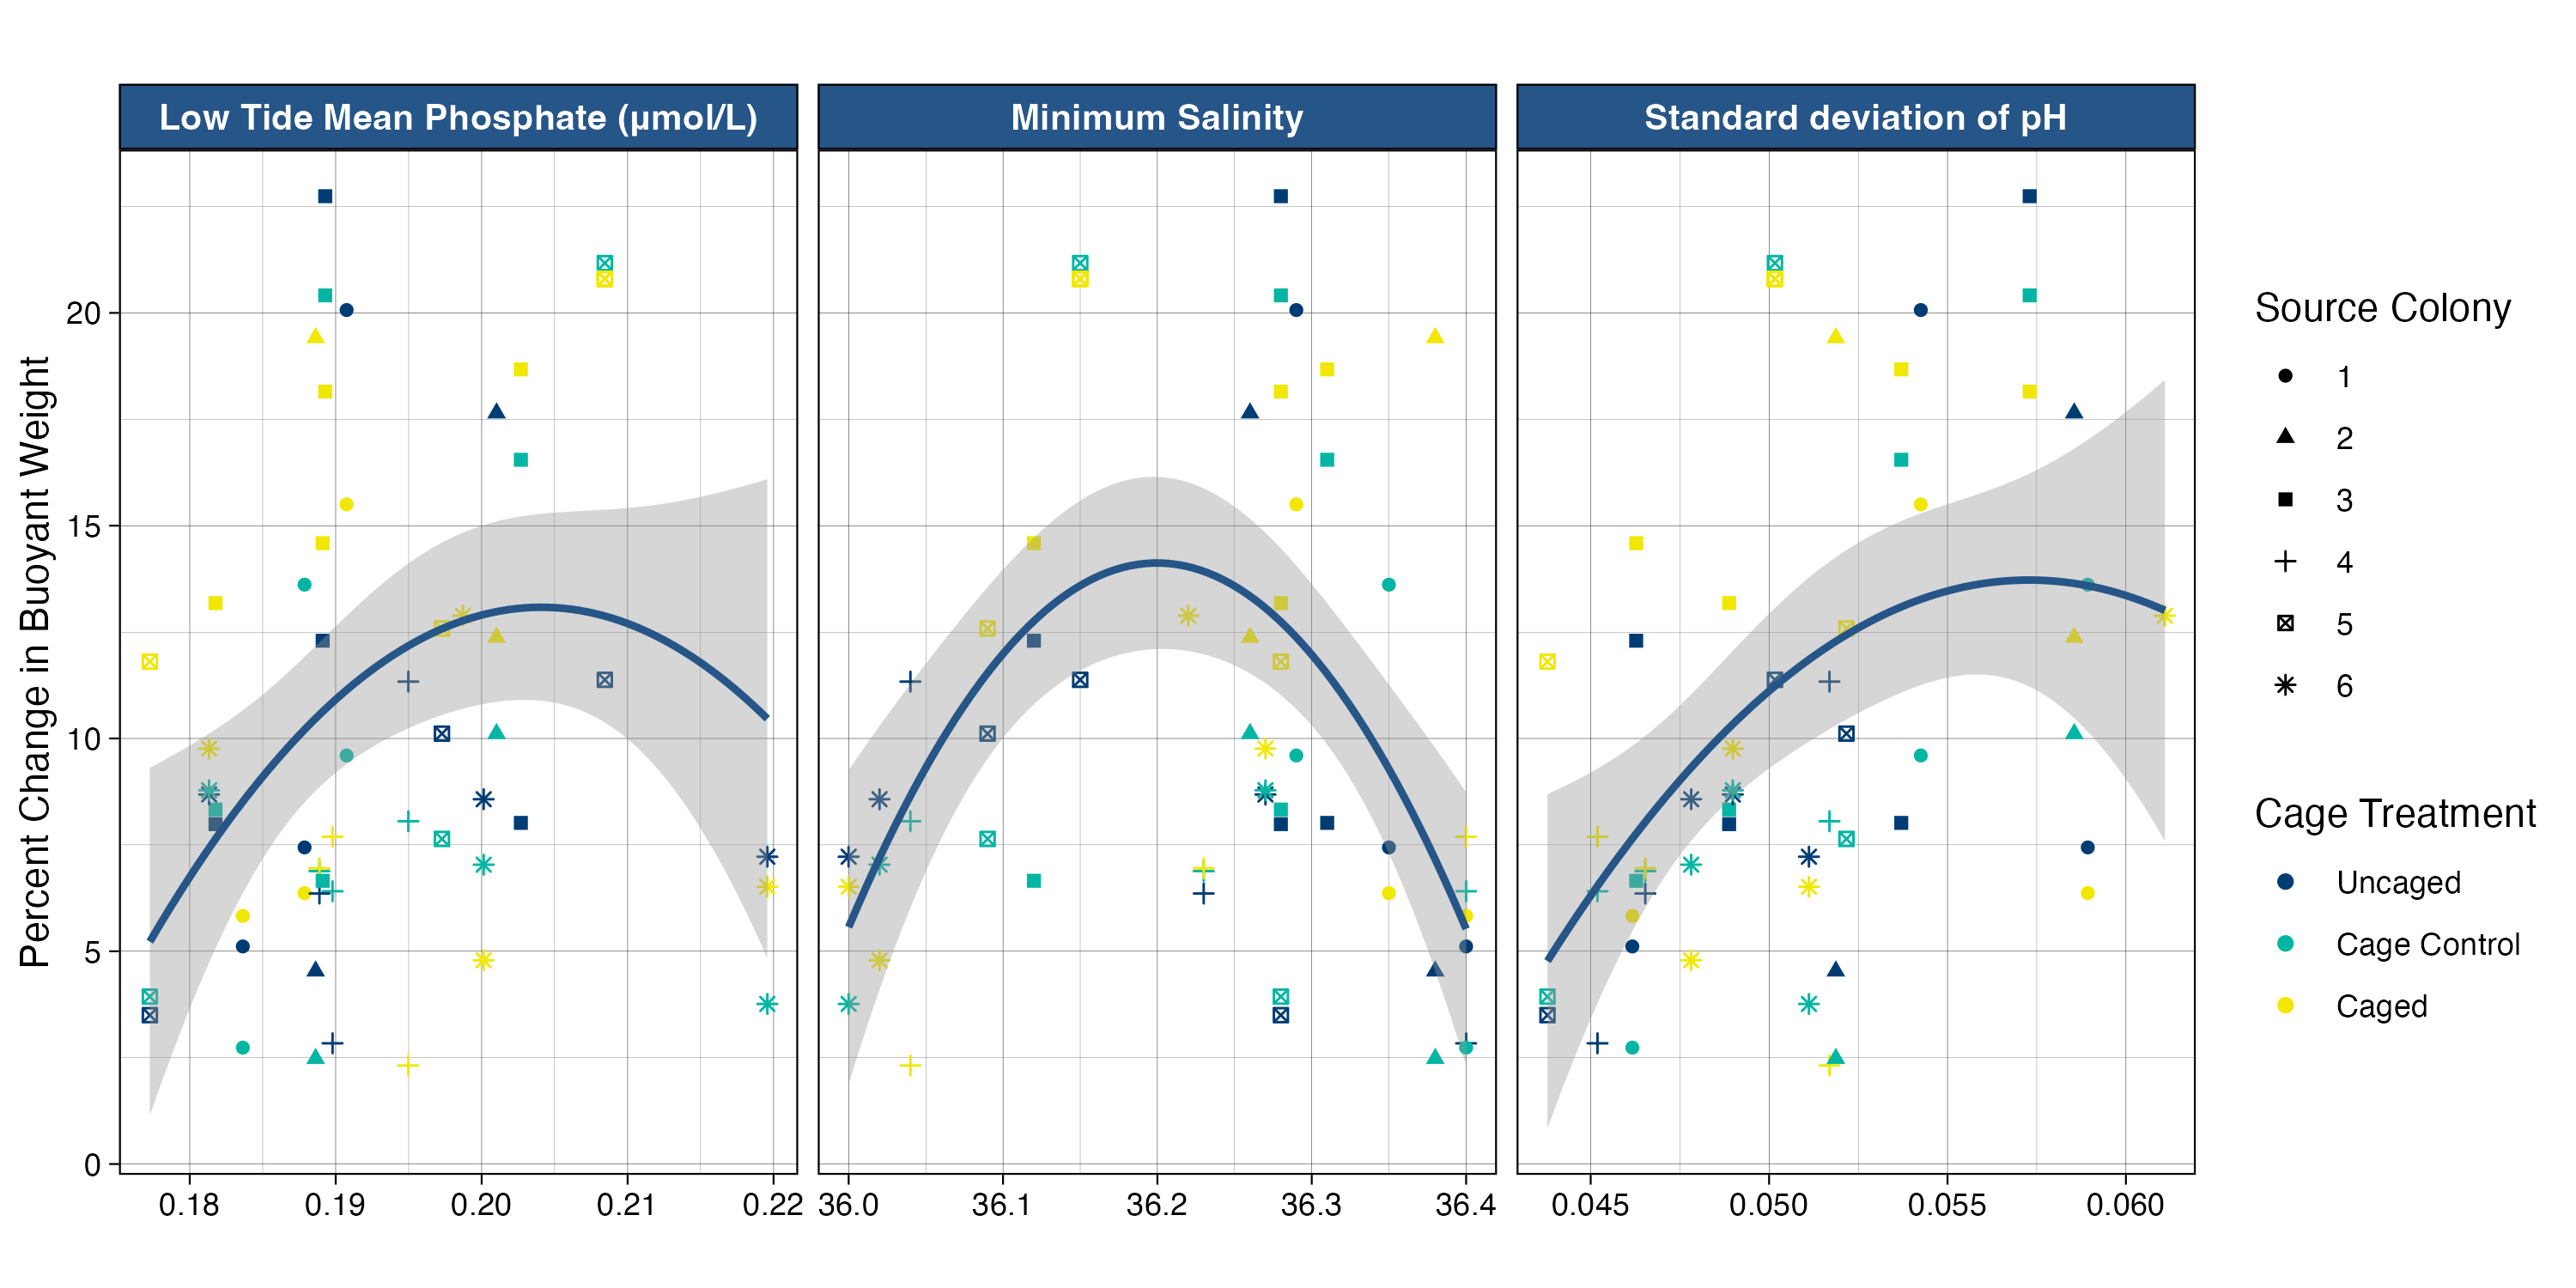 Low Tide Mean Phosphate (µmol/L)
Minimum Salinity
Standard deviation of pH
Percent Change in Buoyant Weight
20
15
10
5
0
0.18 0.19 0.20 0.21 0.22
36.0 36.1 36.2 36.3 36.4
0.045 0.050 0.055 0.060
Source Colony
1
2
3
4
5
6
Cage Treatment
Uncaged
Cage Control
Caged